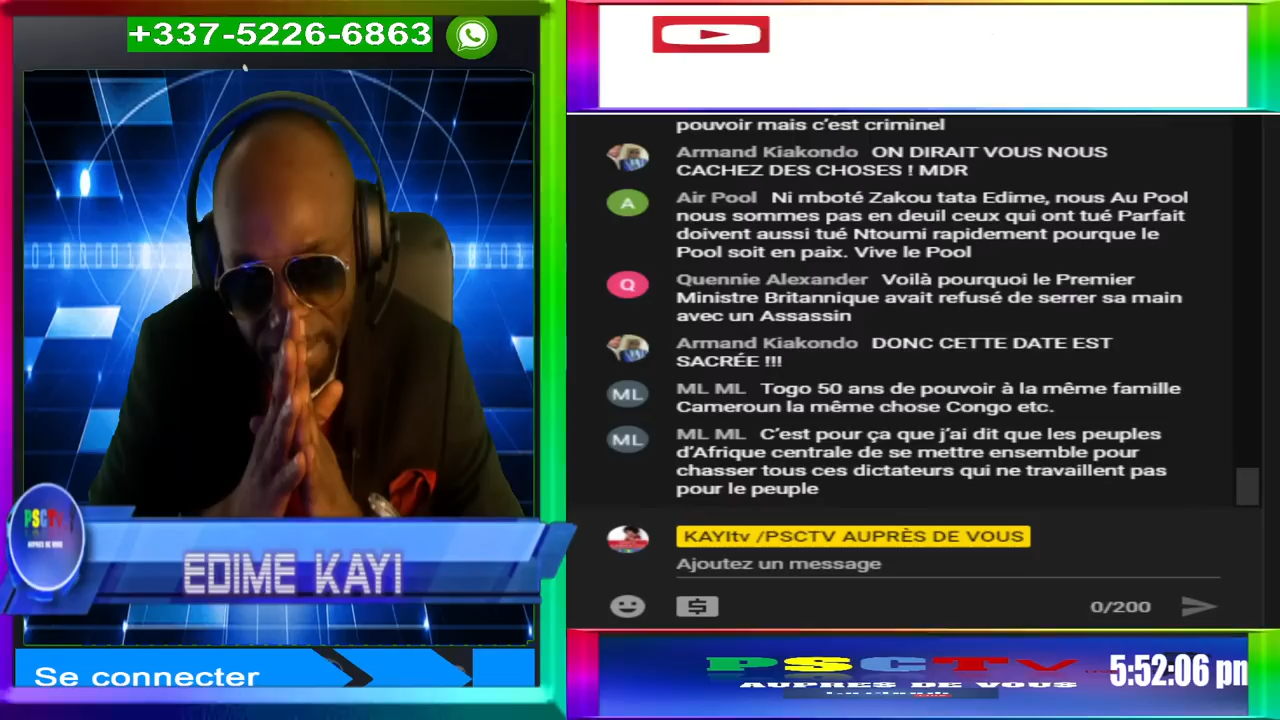 +337-5226-6863
PSCTV
AUPRÈS DE VOUS
EDIME KAYI
Se connecter
pouvoir mais c'est criminel
Armand Kiakondo ON DIRAIT VOUS NOUS
CACHEZ DES CHOSES ! MDR
A
Air Pool Ni mboté Zakou tata Edime, nous Au Pool
nous sommes pas en deuil ceux qui ont tué Parfait
doivent aussi tué Ntoumi rapidement pourque le
Pool soit en paix. Vive le Pool
Q
Quennie Alexander Voilà pourquoi le Premier
Ministre Britannique avait refusé de serrer sa main
avec un Assassin
Armand Kiakondo DONC CETTE DATE EST
SACRÉE !!!
ML
ML ML Togo 50 ans de pouvoir à la même famille
Cameroun la même chose Congo etc.
ML
ML ML C'est pour ça que j'ai dit que les peuples
d'Afrique centrale de se mettre ensemble pour
chasser tous ces dictateurs qui ne travaillent pas
pour le peuple
KAYItv /PSCTV AUPRÈS DE VOUS
Ajoutez un message
0/200
PSCTV
AUPRES DE VOUS
5:52:06 pm